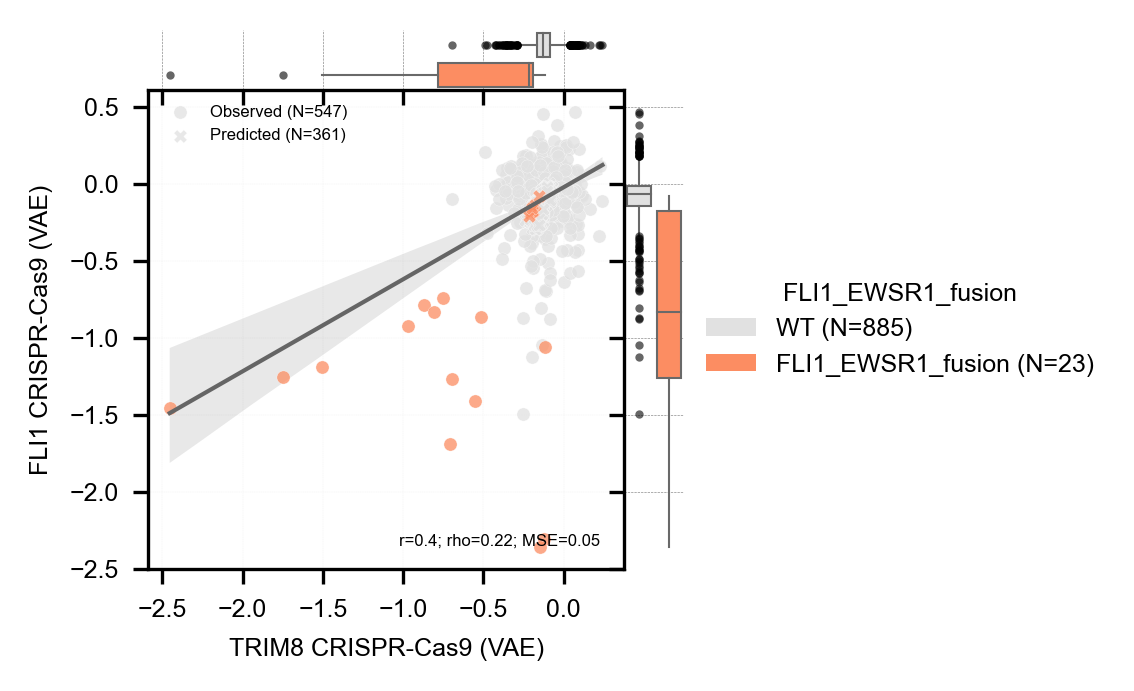 Observed (N=547)
Predicted (N=361)
0.5
0.0
−0.5
−1.0
−1.5
−2.0
−2.5
FLI1 CRISPR-Cas9 (VAE)
r=0.4; rho=0.22; MSE=0.05
−2.5 −2.0 −1.5 −1.0 −0.5 0.0
TRIM8 CRISPR-Cas9 (VAE)
FLI1_EWSR1_fusion
WT (N=885)
FLI1_EWSR1_fusion (N=23)